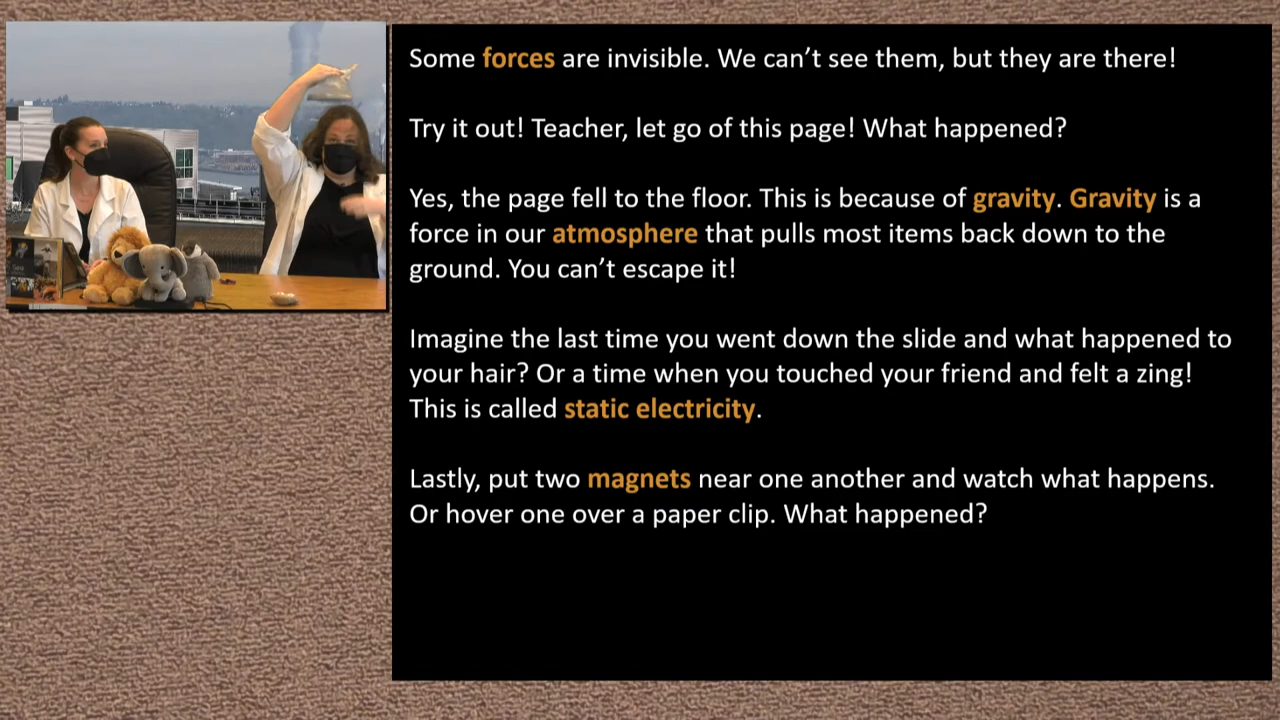 Some forces are invisible. We can’t see them, but they are there!
Try it out! Teacher, let go of this page! What happened?
Yes, the page fell to the floor. This is because of gravity. Gravity is a
force in our atmosphere that pulls most items back down to the
ground. You can’t escape it!
Imagine the last time you went down the slide and what happened to
your hair? Or a time when you touched your friend and felt a zing!
This is called static electricity.
Lastly, put two magnets near one another and watch what happens.
Or hover one over a paper clip. What happened?